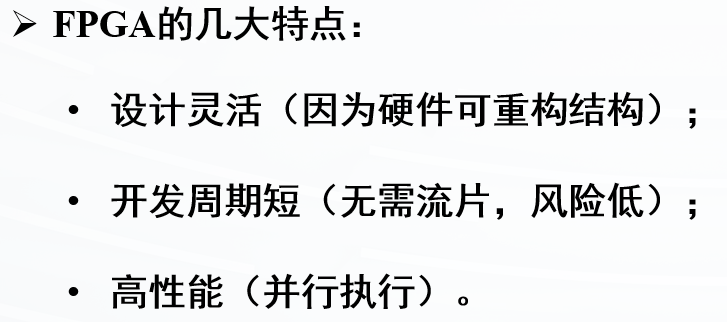 ➢ FPGA的几大特点：
• 设计灵活（因为硬件可重构结构）；
• 开发周期短（无需流片，风险低）；
• 高性能（并行执行）。